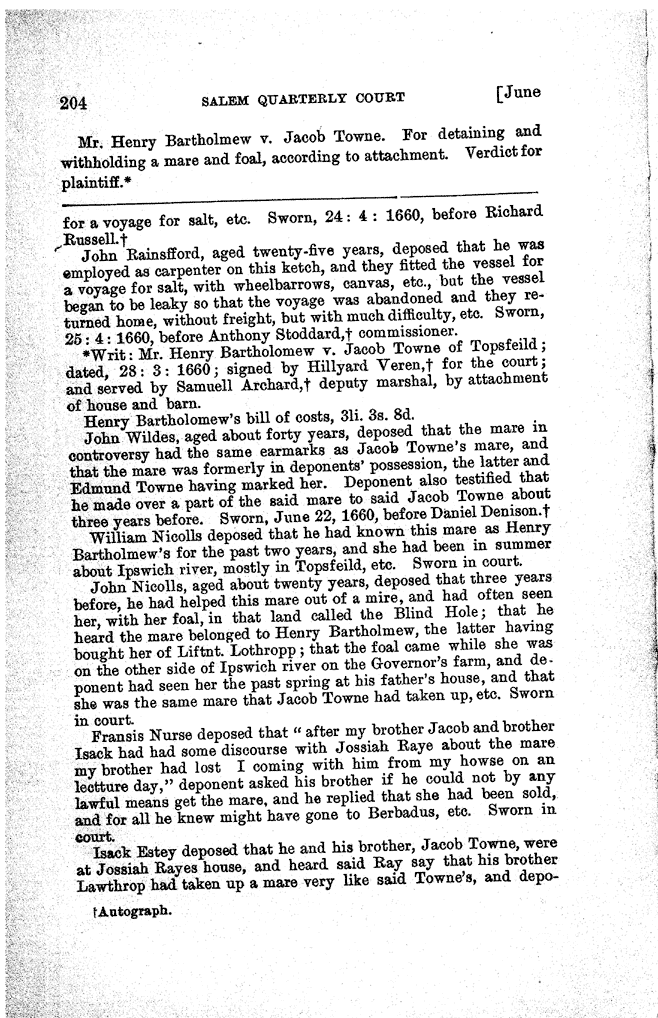 204 SALEM QUARTERLY COURT [June
Mr. Henry Bartholmew v. Jacob Towne. For detaining and
withholding a mare and foal, according to attachment. Verdict for
plaintiff.*
for a voyage for salt, etc. Sworn, 24: 4 : 1660, before Richard
Russell.†
John Rainsfford, aged twenty-five years, deposed that he was
employed as carpenter on this ketch, and they fitted the vessel for
a voyage for salt, with wheelbarrows, canvas, etc., but the vessel
began to be leaky so that the voyage was abandoned and they re-
turned home, without freight, but with much difficulty, etc. Sworn,
25 : 4 : 1660, before Anthony Stoddard,† commissioner.
*Writ: Mr. Henry Bartholomew v. Jacob Towne of Topsfeild;
dated, 28: 3: 1660; signed by Hillyard Veren,† for the court;
and served by Samuell Archard,† deputy marshal, by attachment
of house and barn.
Henry Bartholomew's bill of costs, 3li. 3s. 8d.
John Wildes, aged about forty years, deposed that the mare in
controversy had the same earmarks as Jacob Towne's mare, and
that the mare was formerly in deponents' possession, the latter and
Edmund Towne having marked her. Deponent also testified that
he made over a part of the said mare to said Jacob Towne about
three years before. Sworn, June 22, 1660, before Daniel Denison.†
William Nicolls deposed that he had known this mare as Henry
Bartholmew's for the past two years, and she had been in summer
about Ipswich river, mostly in Topsfeild, etc. Sworn in court.
John Nicolls, aged about twenty years, deposed that three years
before, he had helped this mare out of a mire, and had often seen
her, with her foal, in that land called the Blind Hole; that he
heard the mare belonged to Henry Bartholmew, the latter having
bought her of Liftnt. Lothropp; that the foal came while she was
on the other side of Ipswich river on the Governor's farm, and de-
ponent had seen her the past spring at his father's house, and that
she was the same mare that Jacob Towne had taken up, etc. Sworn
in court.
Fransis Nurse deposed that "after my brother Jacob and brother
Isack had had some discourse with Jossiah Raye about the mare
my brother had lost I coming with him from my howse on an
lectture day," deponent asked his brother if he could not by any
lawful means get the mare, and he replied that she had been sold,
and for all he knew might have gone to Berbadus, etc. Sworn in
court.
Isack Estey deposed that he and his brother, Jacob Towne, were
at Jossiah Rayes house, and heard said Ray say that his brother
Lawthrop had taken up a mare very like said Towne's, and depo-
†Autograph.